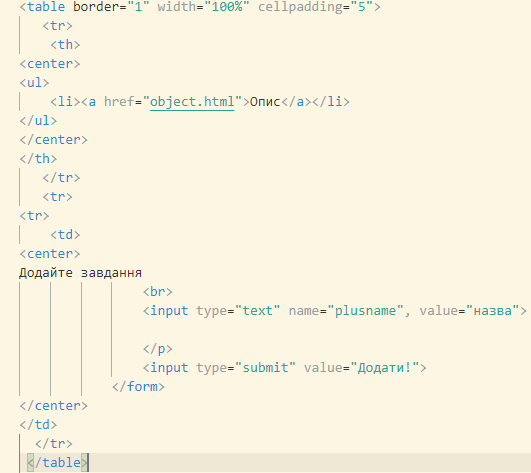 <table border="1" width="100%" cellpadding="5">
<tr>
<th>
<center>
<ul>
<li><a href="object.html">Опис</a></li>
</ul>
</center>
</th>
</tr>
<tr>
<tr>
<td>
<center>
Додайте завдання
<br>
<input type="text" name="plusname", value="назва">
</p>
<input type="submit" value="Додати!">
</form>
</center>
</td>
</tr>
</table>